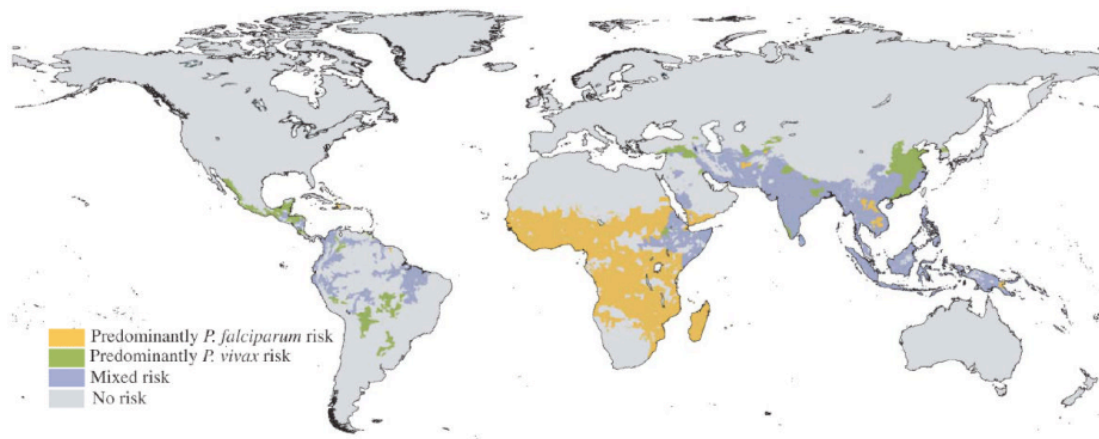 Predominantly P. falciparum risk
Predominantly P. vivax risk
Mixed risk
No risk